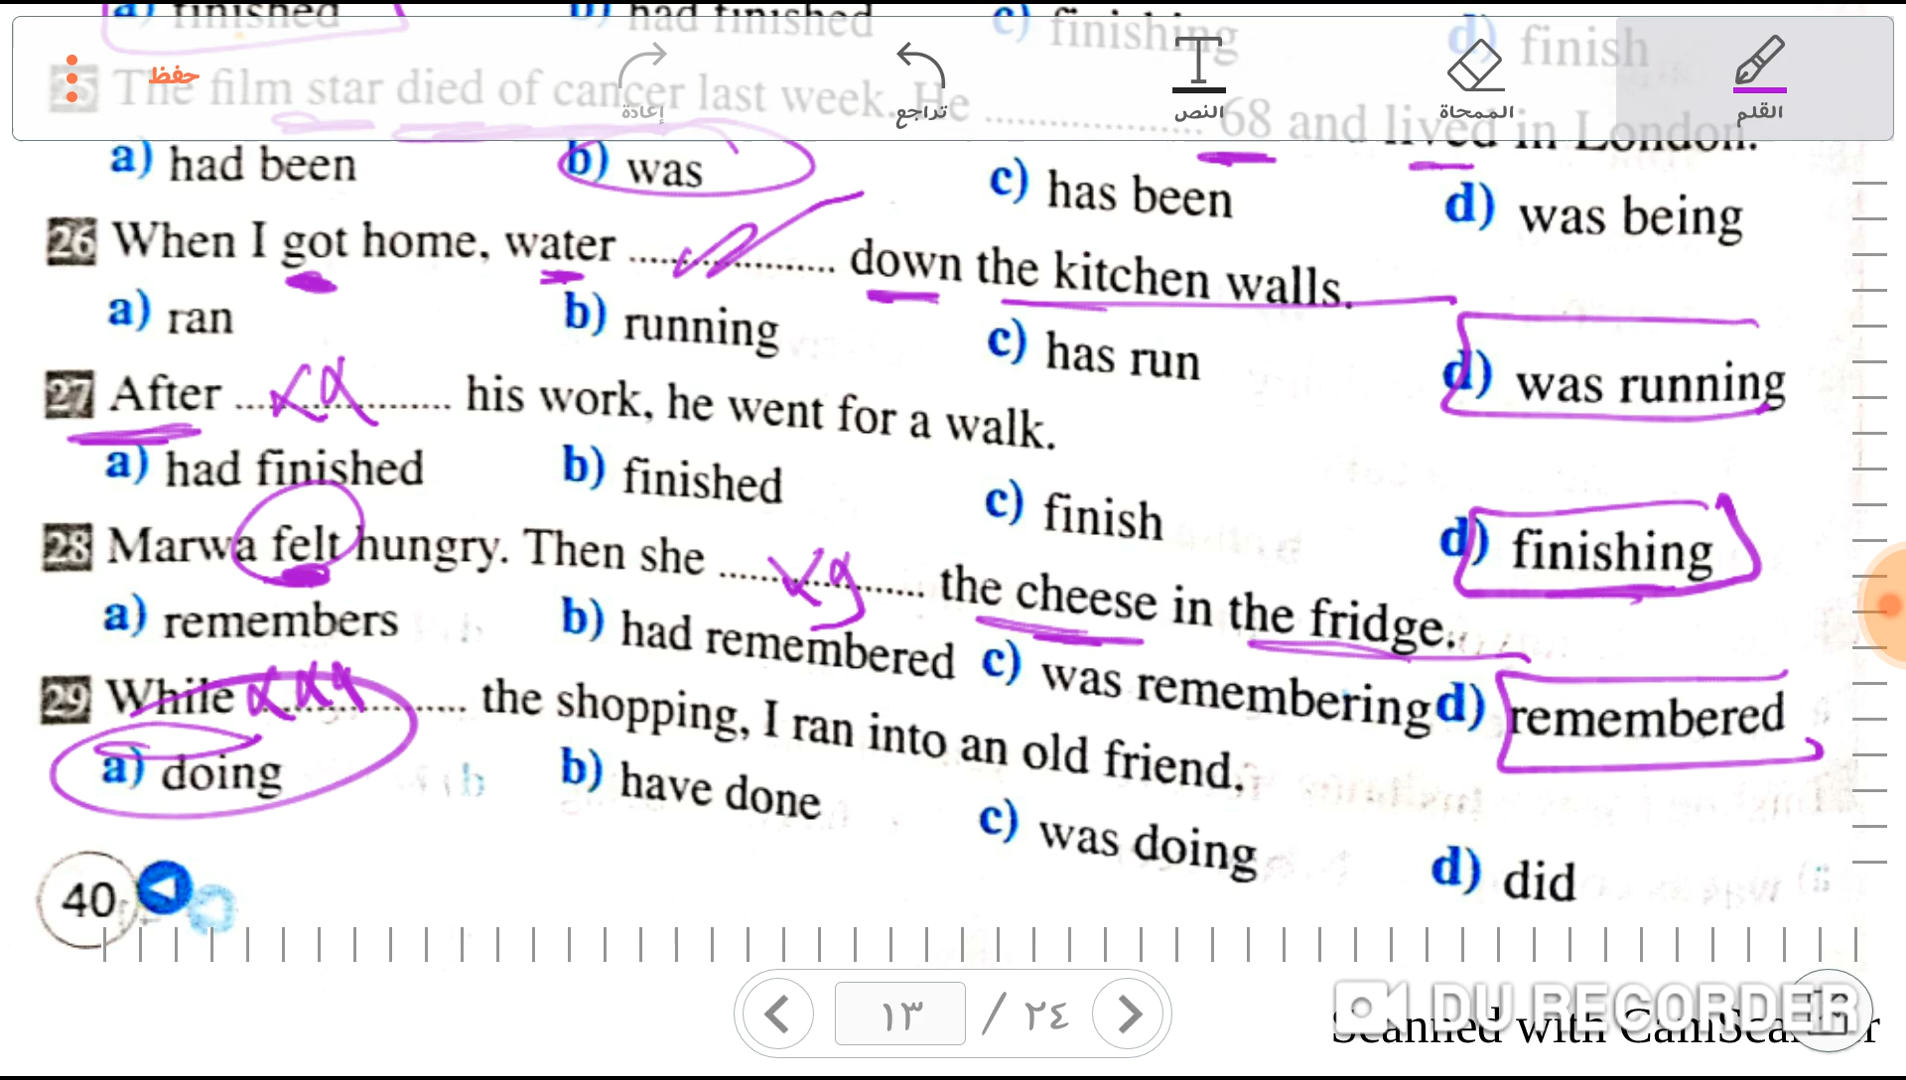 a) finished b) had finished c) finishing d) finish
حفظ إعادة تراجع النص الممحاة القلم
25 The film star died of cancer last week. He .................... 68 and lived in London.
a) had been b) was c) has been d) was being
26 When I got home, water .................... down the kitchen walls.
a) ran b) running c) has run d) was running
27 After .................... his work, he went for a walk.
a) had finished b) finished c) finish d) finishing
28 Marwa felt hungry. Then she .................... the cheese in the fridge.
a) remembers b) had remembered c) was remembering d) remembered
29 While .................... the shopping, I ran into an old friend.
a) doing b) have done c) was doing d) did
40
١٣ / ٢٤
DU RECORDER
Scanned with CamScanner